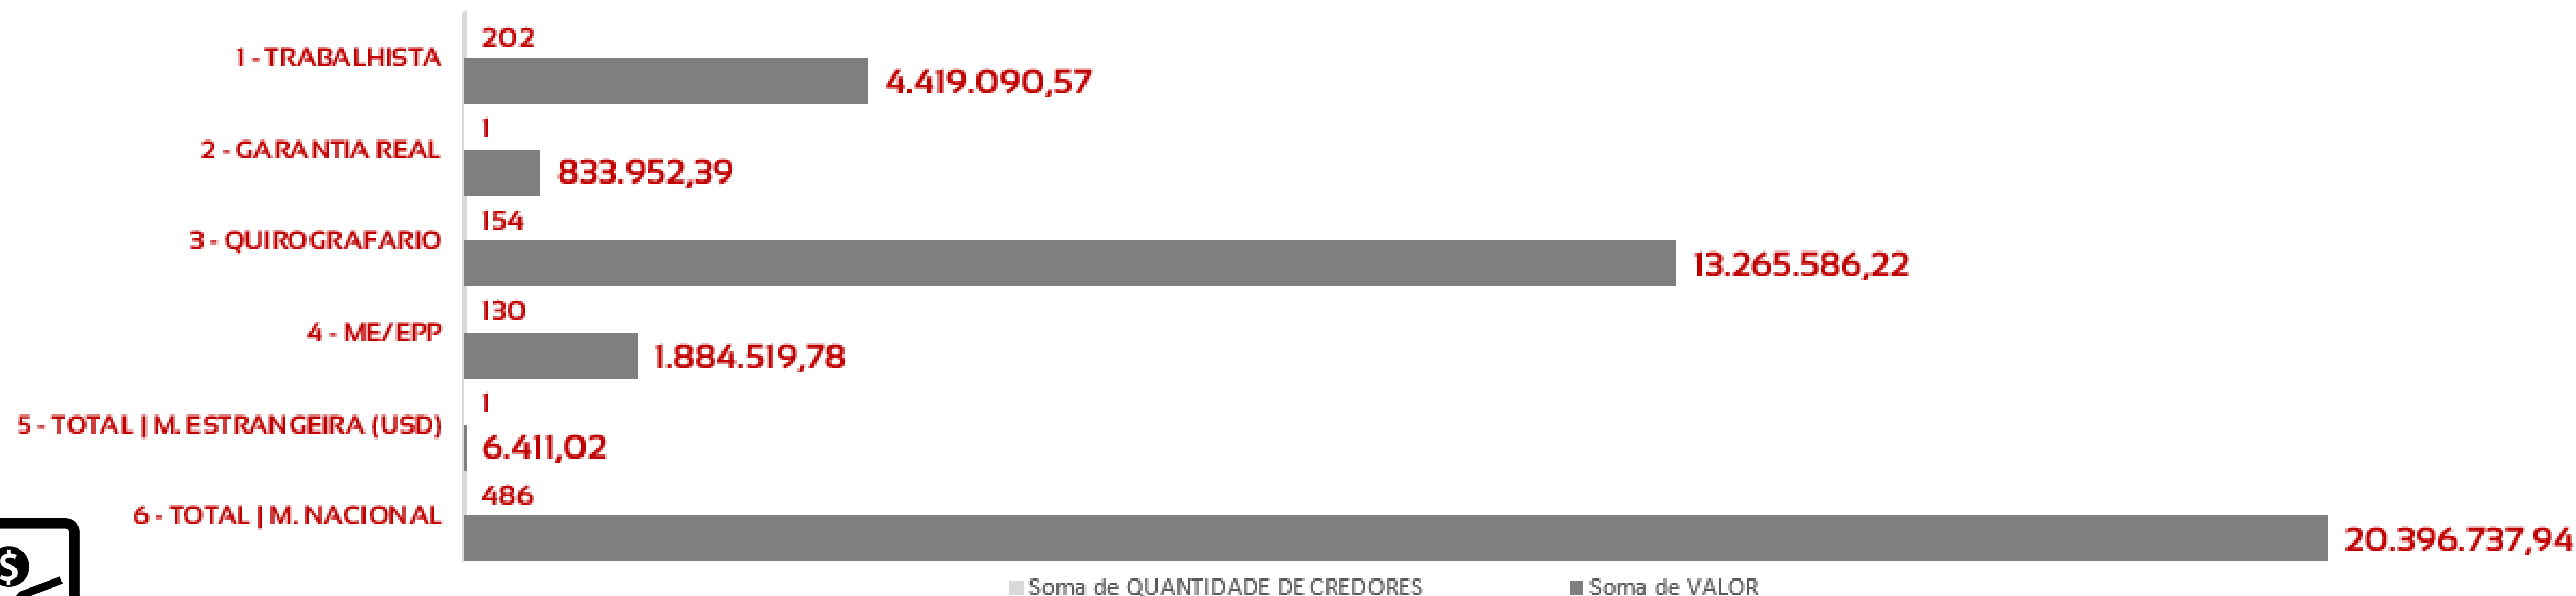 202
1 - TRABALHISTA
4.419.090,57
1
2 - GARANTIA REAL
833.952,39
154
3 - QUIROGRAFARIO
13.265.586,22
130
4 - ME/EPP
1.884.519,78
1
5 - TOTAL | M. ESTRANGEIRA (USD)
6.411,02
486
6 - TOTAL | M. NACIONAL
20.396.737,94
$
Soma de QUANTIDADE DE CREDORES
Soma de VALOR